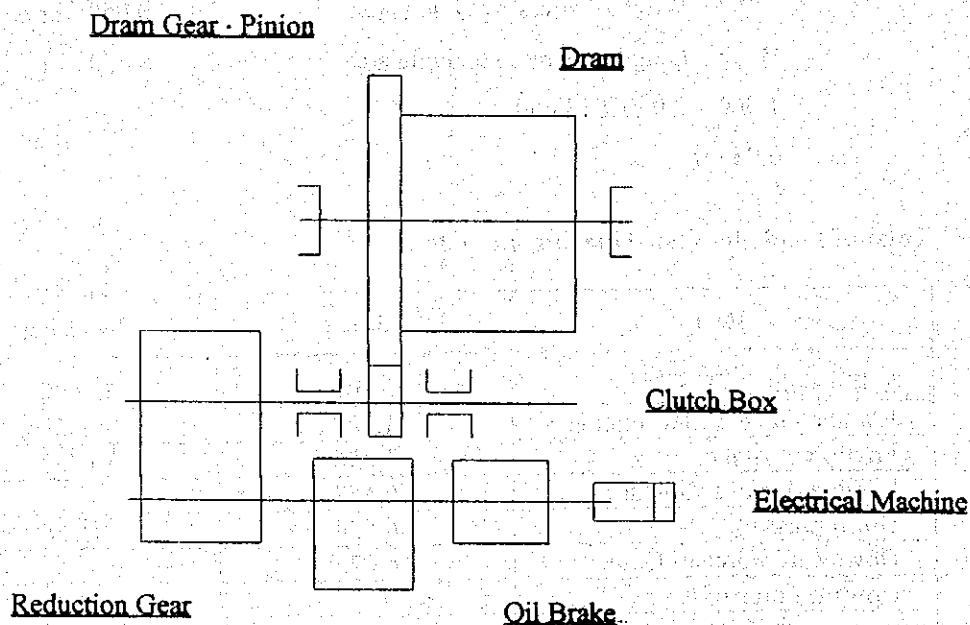 Dram Gear · Pinion
Dram
Clutch Box
Electrical Machine
Reduction Gear
Oil Brake